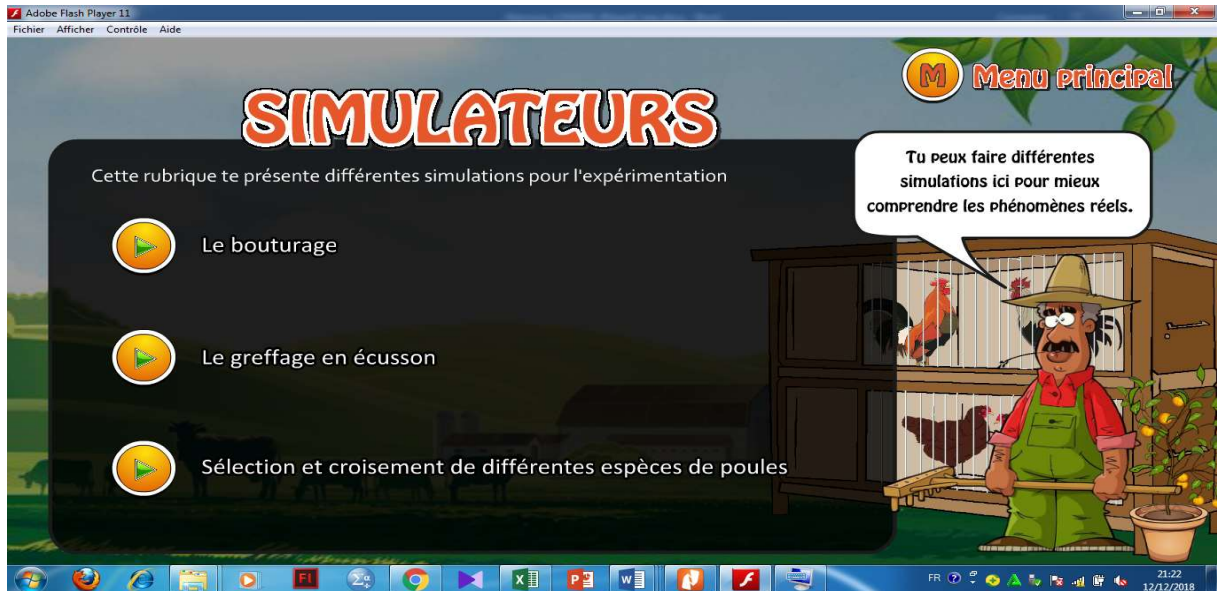 Adobe Flash Player 11
Fichier Afficher Contrôle Aide
M Menu principal
SIMULATEURS
Cette rubrique te présente différentes simulations pour l'expérimentation
Tu peux faire différentes
simulations ici pour mieux
comprendre les phénomènes réels.
Le bouturage
Le greffage en écusson
Sélection et croisement de différentes espèces de poules
FR
21:22
12/12/2018